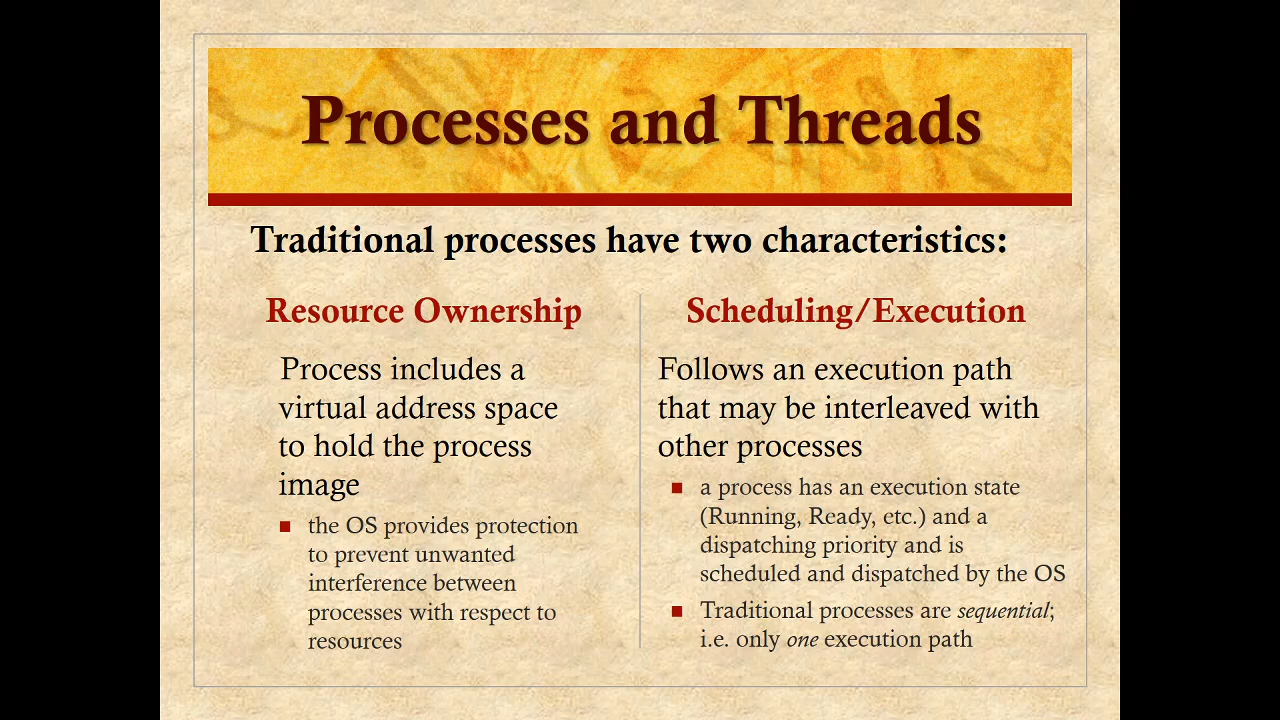 Processes and Threads
Traditional processes have two characteristics:
Resource Ownership
Process includes a
virtual address space
to hold the process
image
the OS provides protection
to prevent unwanted
interference between
processes with respect to
resources
Scheduling/Execution
Follows an execution path
that may be interleaved with
other processes
a process has an execution state
(Running, Ready, etc.) and a
dispatching priority and is
scheduled and dispatched by the OS
Traditional processes are sequential;
i.e. only one execution path